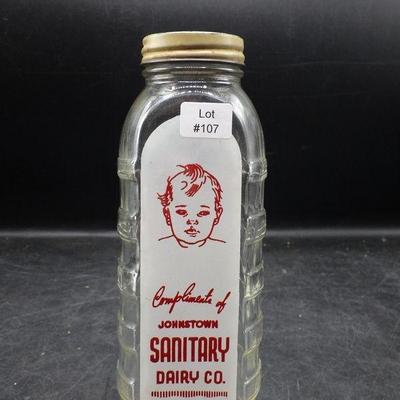 Lot
#107
Compliments of
JOHNSTOWN
SANITARY
DAIRY CO.